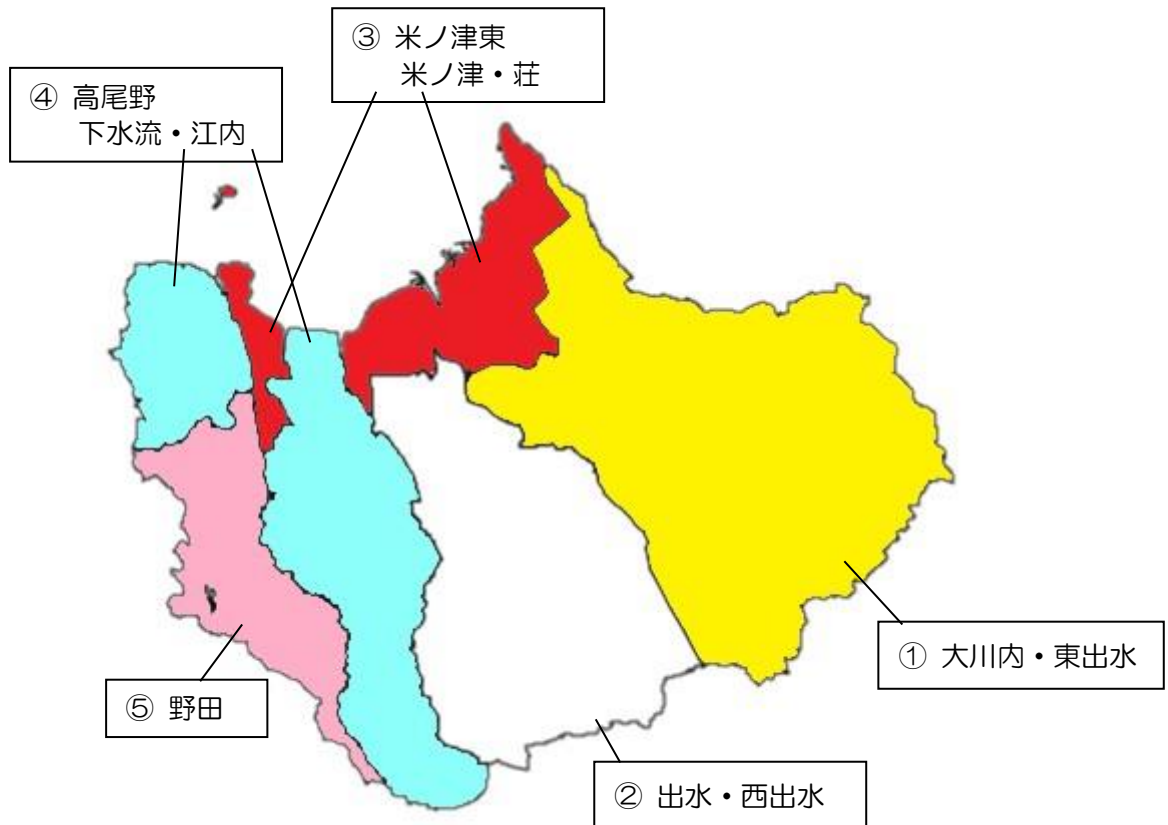 ③ 米ノ津東
米ノ津・荘
④ 高尾野
下水流・江内
① 大川内・東出水
⑤ 野田
② 出水・西出水